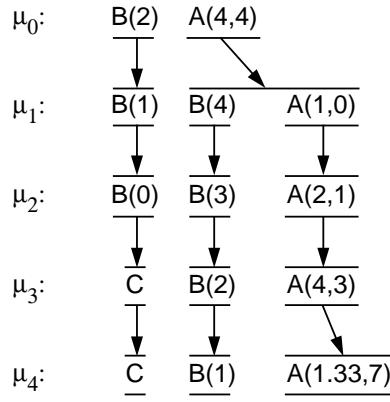 μ0: B(2) A(4,4)
μ1: B(1) B(4) A(1,0)
μ2: B(0) B(3) A(2,1)
μ3: C B(2) A(4,3)
μ4: C B(1) A(1.33,7)